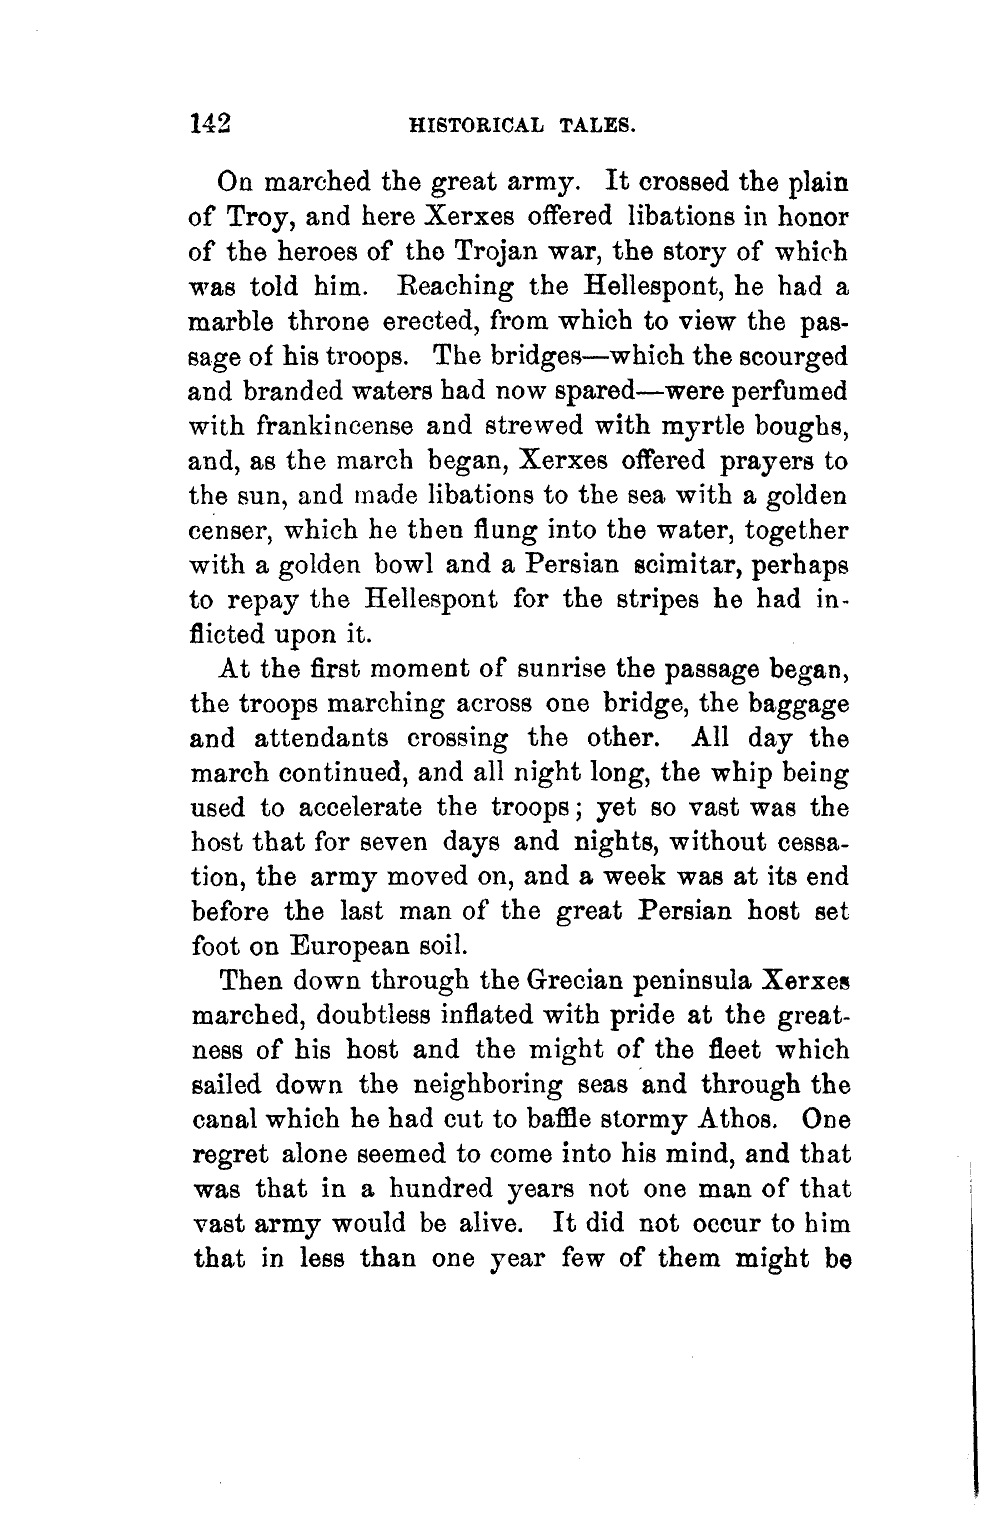 142 HISTORICAL TALES.
On marched the great army. It crossed the plain
of Troy, and here Xerxes offered libations in honor
of the heroes of the Trojan war, the story of which
was told him. Reaching the Hellespont, he had a
marble throne erected, from which to view the pas-
sage of his troops. The bridges—which the scourged
and branded waters had now spared—were perfumed
with frankincense and strewed with myrtle boughs,
and, as the march began, Xerxes offered prayers to
the sun, and made libations to the sea with a golden
censer, which he then flung into the water, together
with a golden bowl and a Persian scimitar, perhaps
to repay the Hellespont for the stripes he had in-
flicted upon it.
At the first moment of sunrise the passage began,
the troops marching across one bridge, the baggage
and attendants crossing the other. All day the
march continued, and all night long, the whip being
used to accelerate the troops; yet so vast was the
host that for seven days and nights, without cessa-
tion, the army moved on, and a week was at its end
before the last man of the great Persian host set
foot on European soil.
Then down through the Grecian peninsula Xerxes
marched, doubtless inflated with pride at the great-
ness of his host and the might of the fleet which
sailed down the neighboring seas and through the
canal which he had cut to baffle stormy Athos. One
regret alone seemed to come into his mind, and that
was that in a hundred years not one man of that
vast army would be alive. It did not occur to him
that in less than one year few of them might be